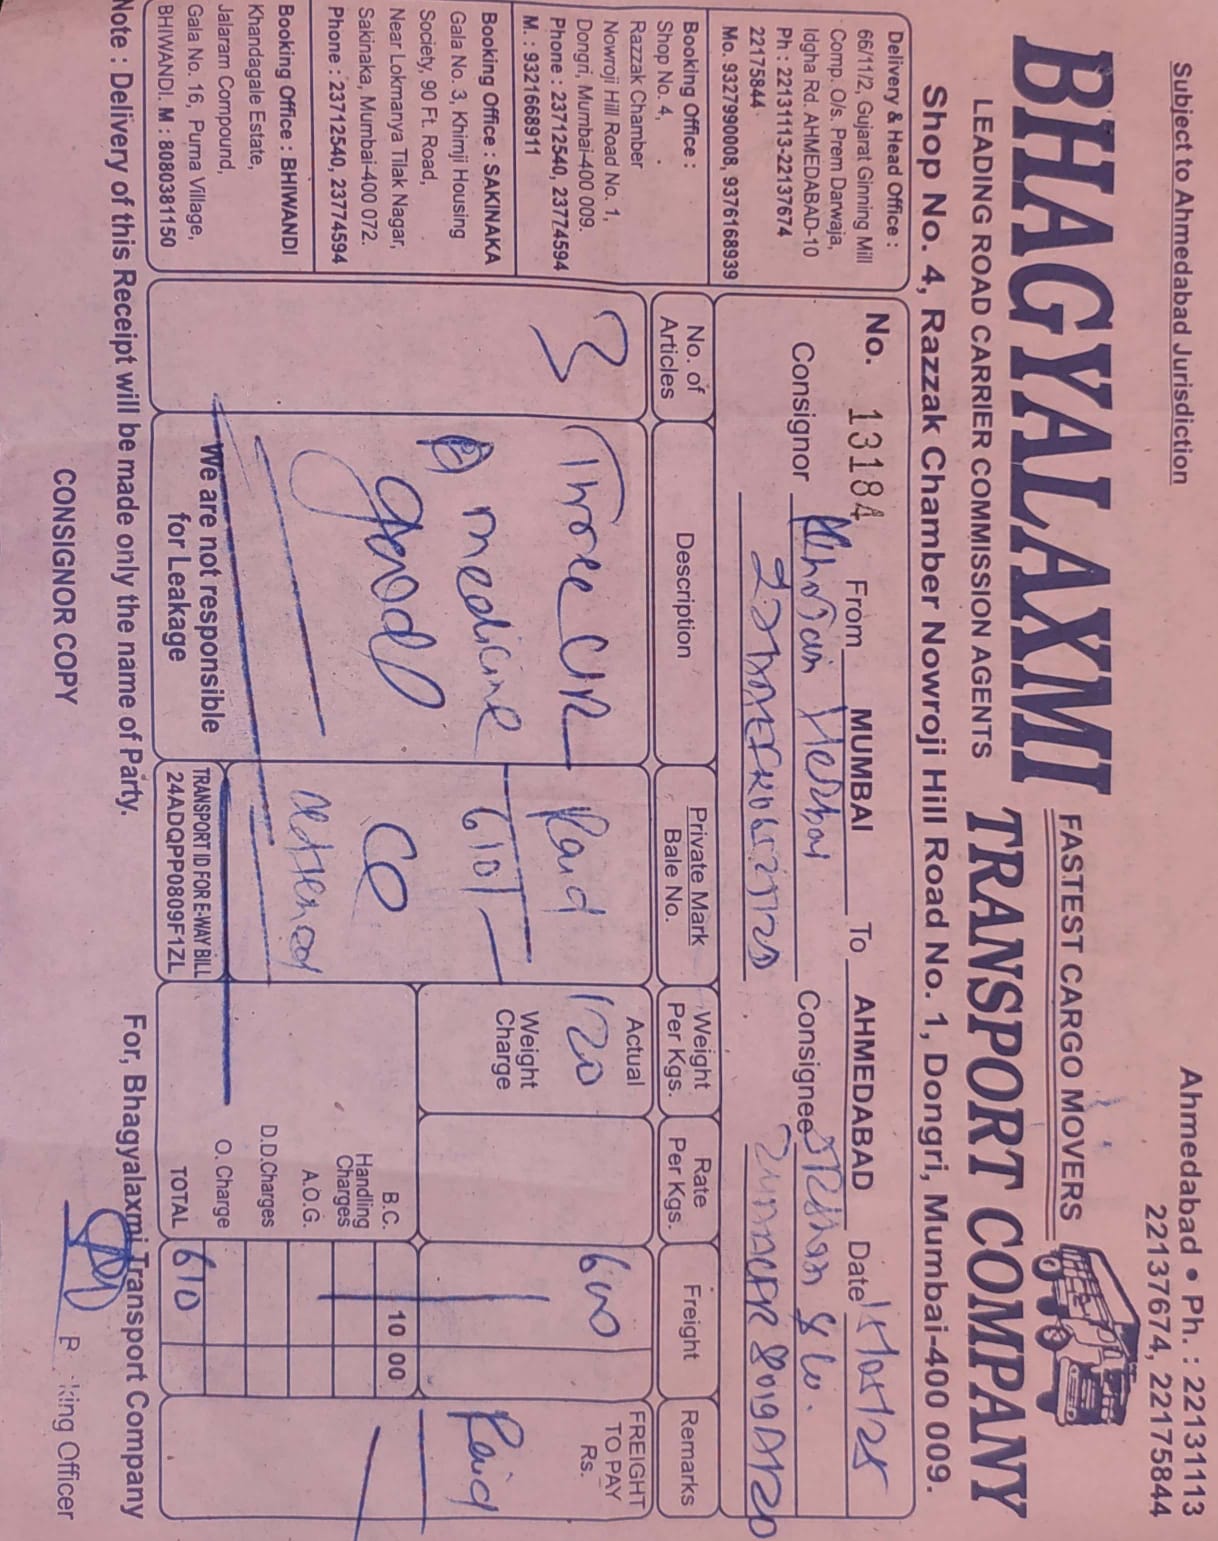 Subject to Ahmedabad Jurisdiction
Ahmedabad • Ph. : 22131113
22137674, 22175844
BHAGYALAXMI
FASTEST CARGO MOVERS
LEADING ROAD CARRIER COMMISSION AGENTS
TRANSPORT COMPANY
Shop No. 4, Razzak Chamber Nowroji Hill Road No. 1, Dongri, Mumbai-400 009.
Delivery & Head Office :
66/11/2, Gujarat Ginning Mill
Comp. O/s. Prem Darwaja,
Idgha Rd. AHMEDABAD-10
Ph : 22131113-22137674
22175844
Mo. 9327990008, 9376168939
Booking Office :
Shop No. 4,
Razzak Chamber
Nowroji Hill Road No. 1,
Dongri, Mumbai-400 009.
Phone : 23712540, 23774594
M. : 9321668911
Booking Office : SAKINAKA
Gala No. 3, Khimji Housing
Society, 90 Ft. Road,
Near Lokmanya Tilak Nagar,
Sakinaka, Mumbai-400 072.
Phone : 23712540, 23774594
Booking Office : BHIWANDI
Khandagale Estate,
Jalaram Compound,
Gala No. 16, Purna Village,
BHIWANDI. M : 8080381150
No. 13184 From MUMBAI To AHMEDABAD Date
Consignor
Consignee
No. of Articles
Description
Private Mark
Bale No.
Weight Per Kgs.
Rate Per Kgs.
Freight
Remarks
3
Three
medicine
good
Paid
610
Actual
120
Weight Charge
600
FREIGHT TO PAY Rs.
Paid
B.C. 10 00
Handling Charges
A.O.G.
D.D.Charges
O. Charge
TOTAL 610
We are not responsible
for Leakage
TRANSPORT ID FOR E-WAY BILL
24ADQPP0809F1ZL
Note : Delivery of this Receipt will be made only the name of Party.
For, Bhagyalaxmi Transport Company
CONSIGNOR COPY
Officer